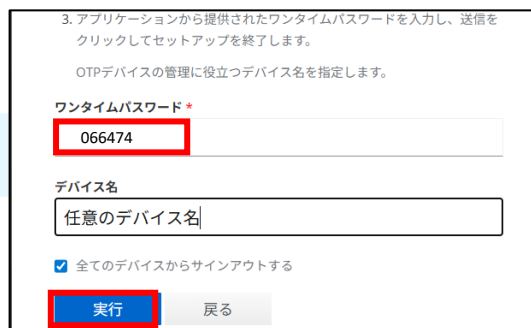 3. アプリケーションから提供されたワンタイムパスワードを入力し、送信を
クリックしてセットアップを終了します。
OTPデバイスの管理に役立つデバイス名を指定します。
ワンタイムパスワード *
066474
デバイス名
任意のデバイス名
全てのデバイスからサインアウトする
実行 戻る